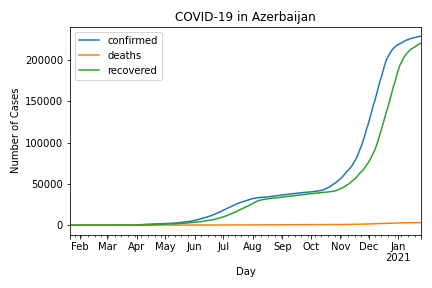 COVID-19 in Azerbaijan
confirmed
deaths
recovered
Number of Cases
200000
150000
100000
50000
0
Feb Mar Apr May Jun Jul Aug Sep Oct Nov Dec Jan
2021
Day